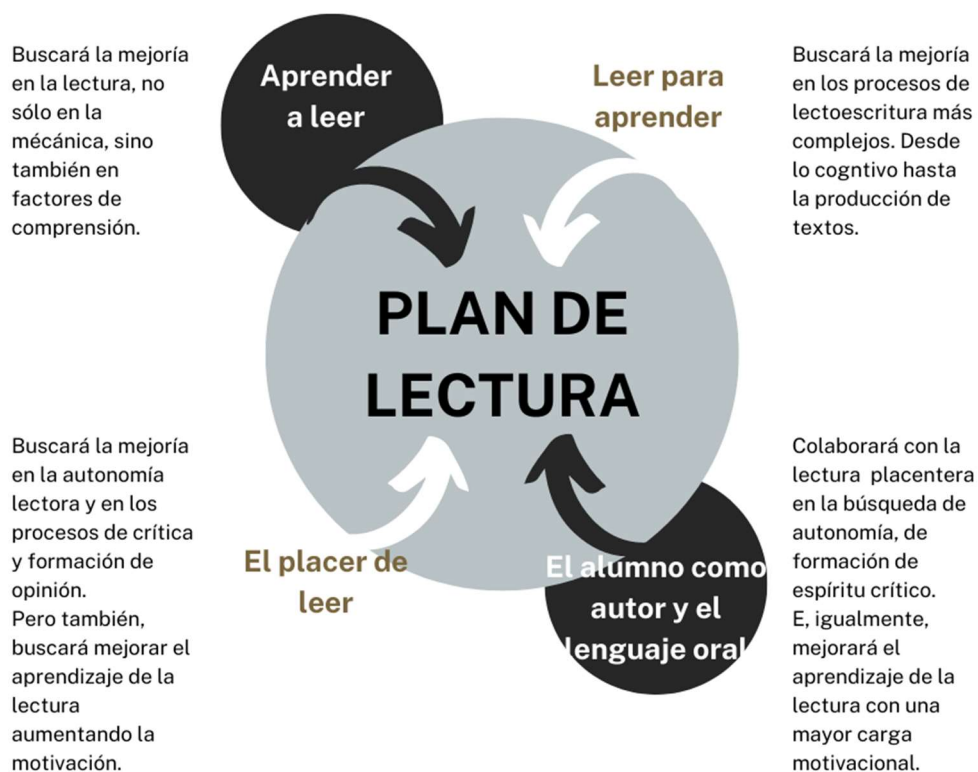 Buscará la mejoría
en la lectura, no
sólo en la
mécánica, sino
también en
factores de
comprensión.
Aprender
a leer
Leer para
aprender
Buscará la mejoría
en los procesos de
lectoescritura más
complejos. Desde
lo cogntivo hasta
la producción de
textos.
PLAN DE
LECTURA
Buscará la mejoría
en la autonomía
lectora y en los
procesos de crítica
y formación de
opinión.
Pero también,
buscará mejorar el
aprendizaje de la
lectura
aumentando la
motivación.
El placer de
leer
El alumno como
autor y el
lenguaje oral
Colaborará con la
lectura placentera
en la búsqueda de
autonomía, de
formación de
espíritu crítico.
E, igualmente,
mejorará el
aprendizaje de la
lectura con una
mayor carga
motivacional.